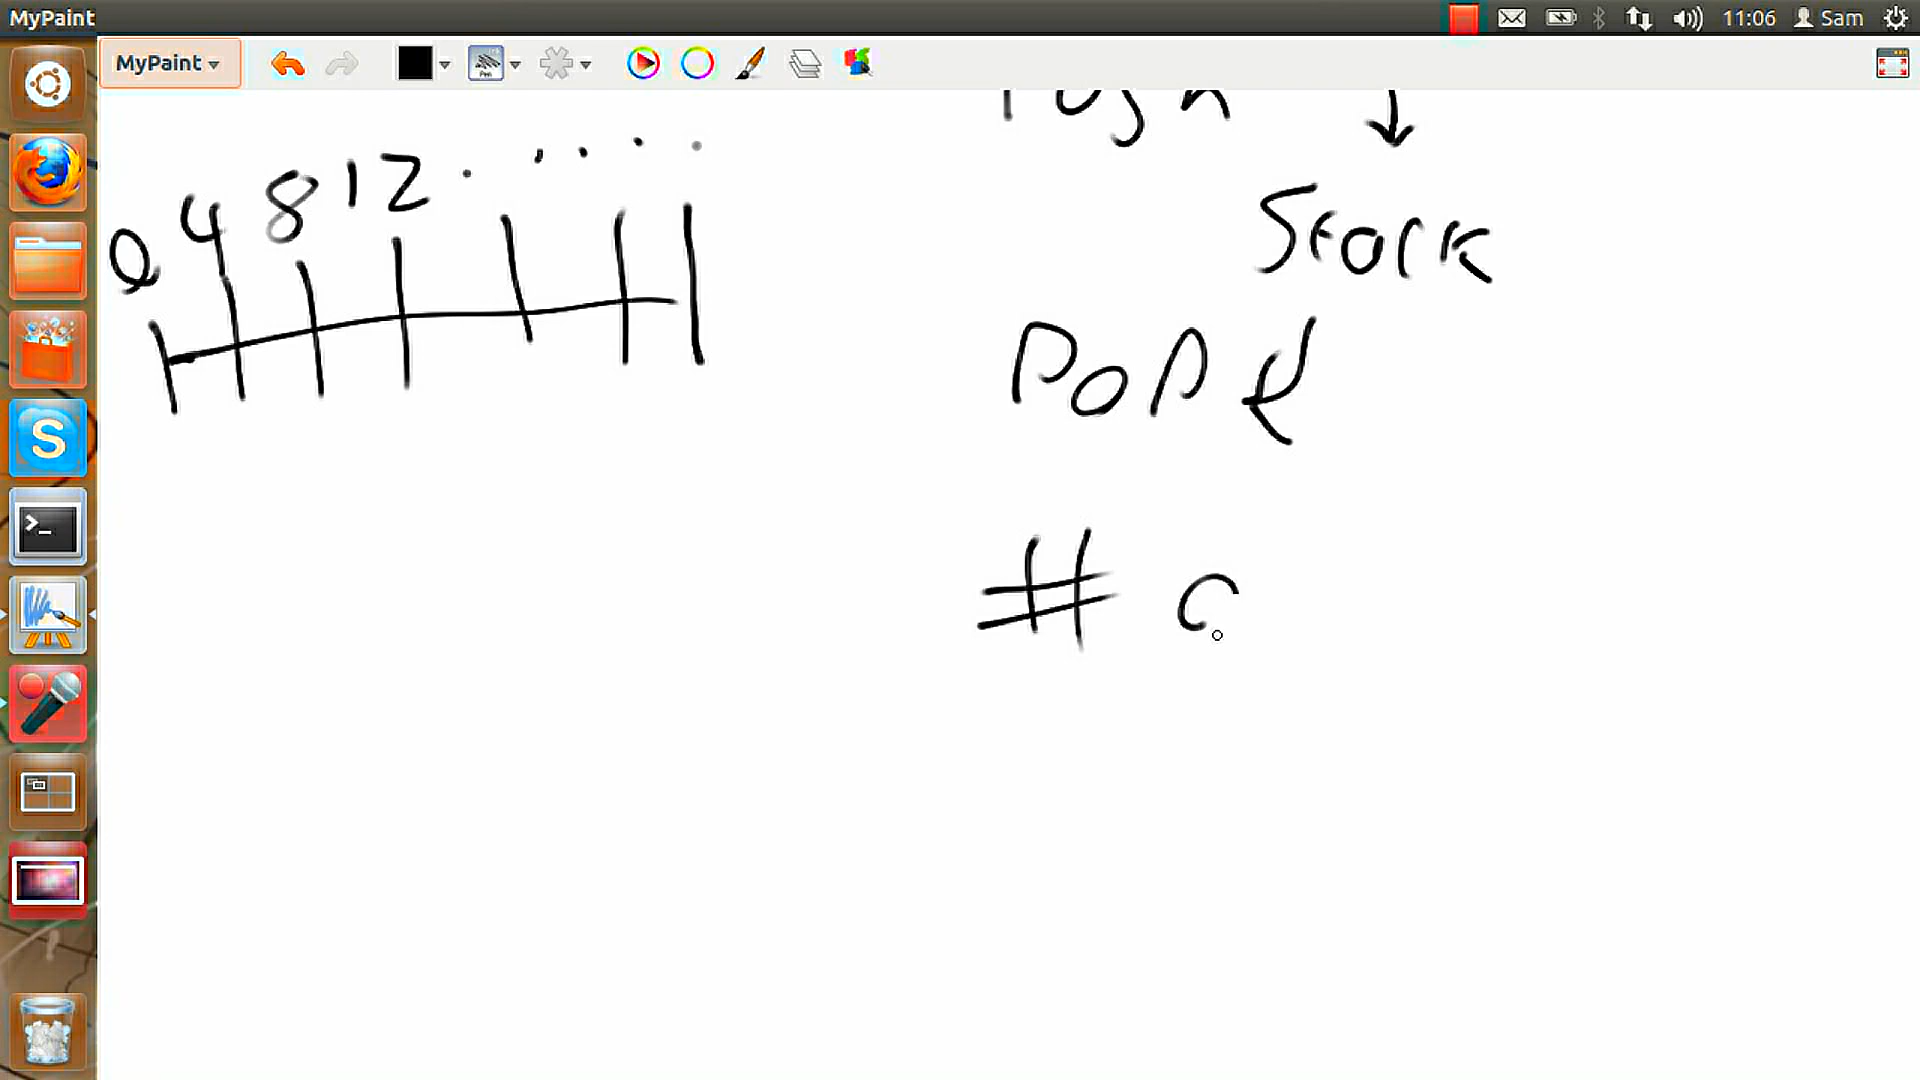 MyPaint 11:06 Sam
MyPaint
Push
0 4 8 12 . . . . .
Stack
POP
#